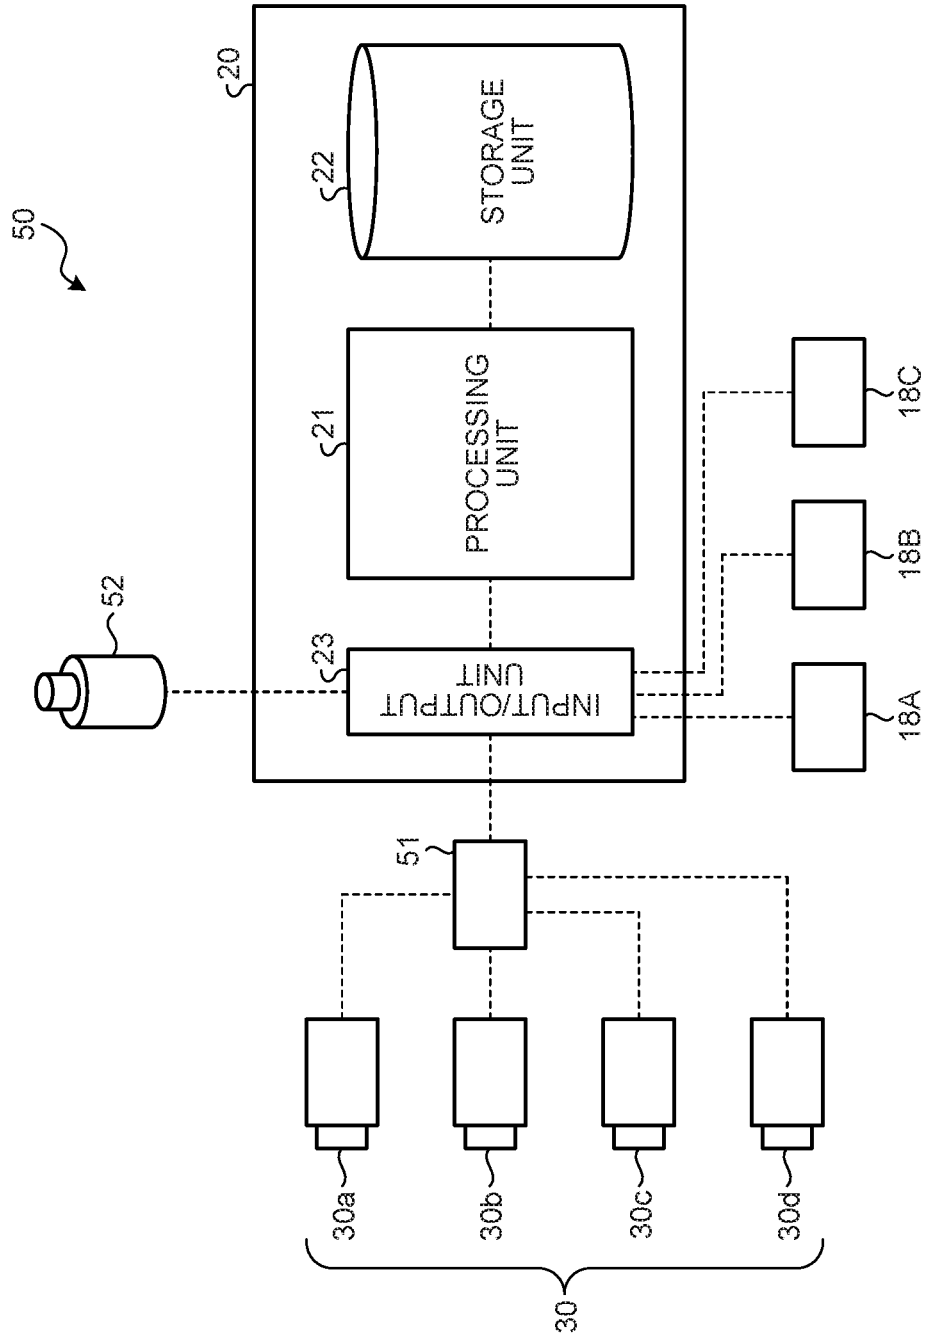 50
20
22
STORAGE
UNIT
21
PROCESSING
UNIT
23
INPUT/OUTPUT
UNIT
52
51
18C
18B
18A
30a
30b
30c
30d
30